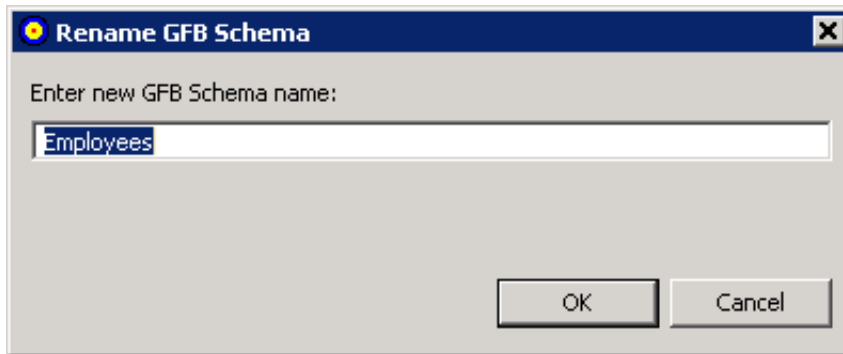 Rename GFB Schema
Enter new GFB Schema name:
Employees
OK Cancel